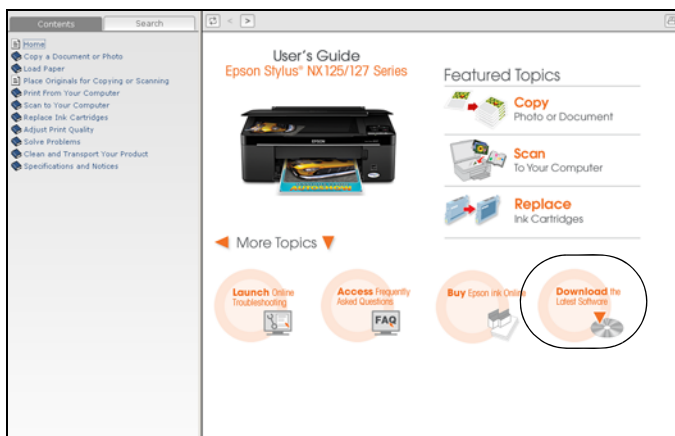 Contents
Search
< >
Home
Copy a Document or Photo
Load Paper
Place Originals for Copying or Scanning
Print From Your Computer
Scan to Your Computer
Replace Ink Cartridges
Adjust Print Quality
Solve Problems
Clean and Transport Your Product
Specifications and Notices
User's Guide
Epson Stylus® NX125/127 Series
EPSON
Featured Topics
Copy
Photo or Document
Scan
To Your Computer
Replace
Ink Cartridges
More Topics
Launch Online
Troubleshooting
Access Frequently
Asked Questions
FAQ
Buy Epson Ink Online
Download the
Latest Software